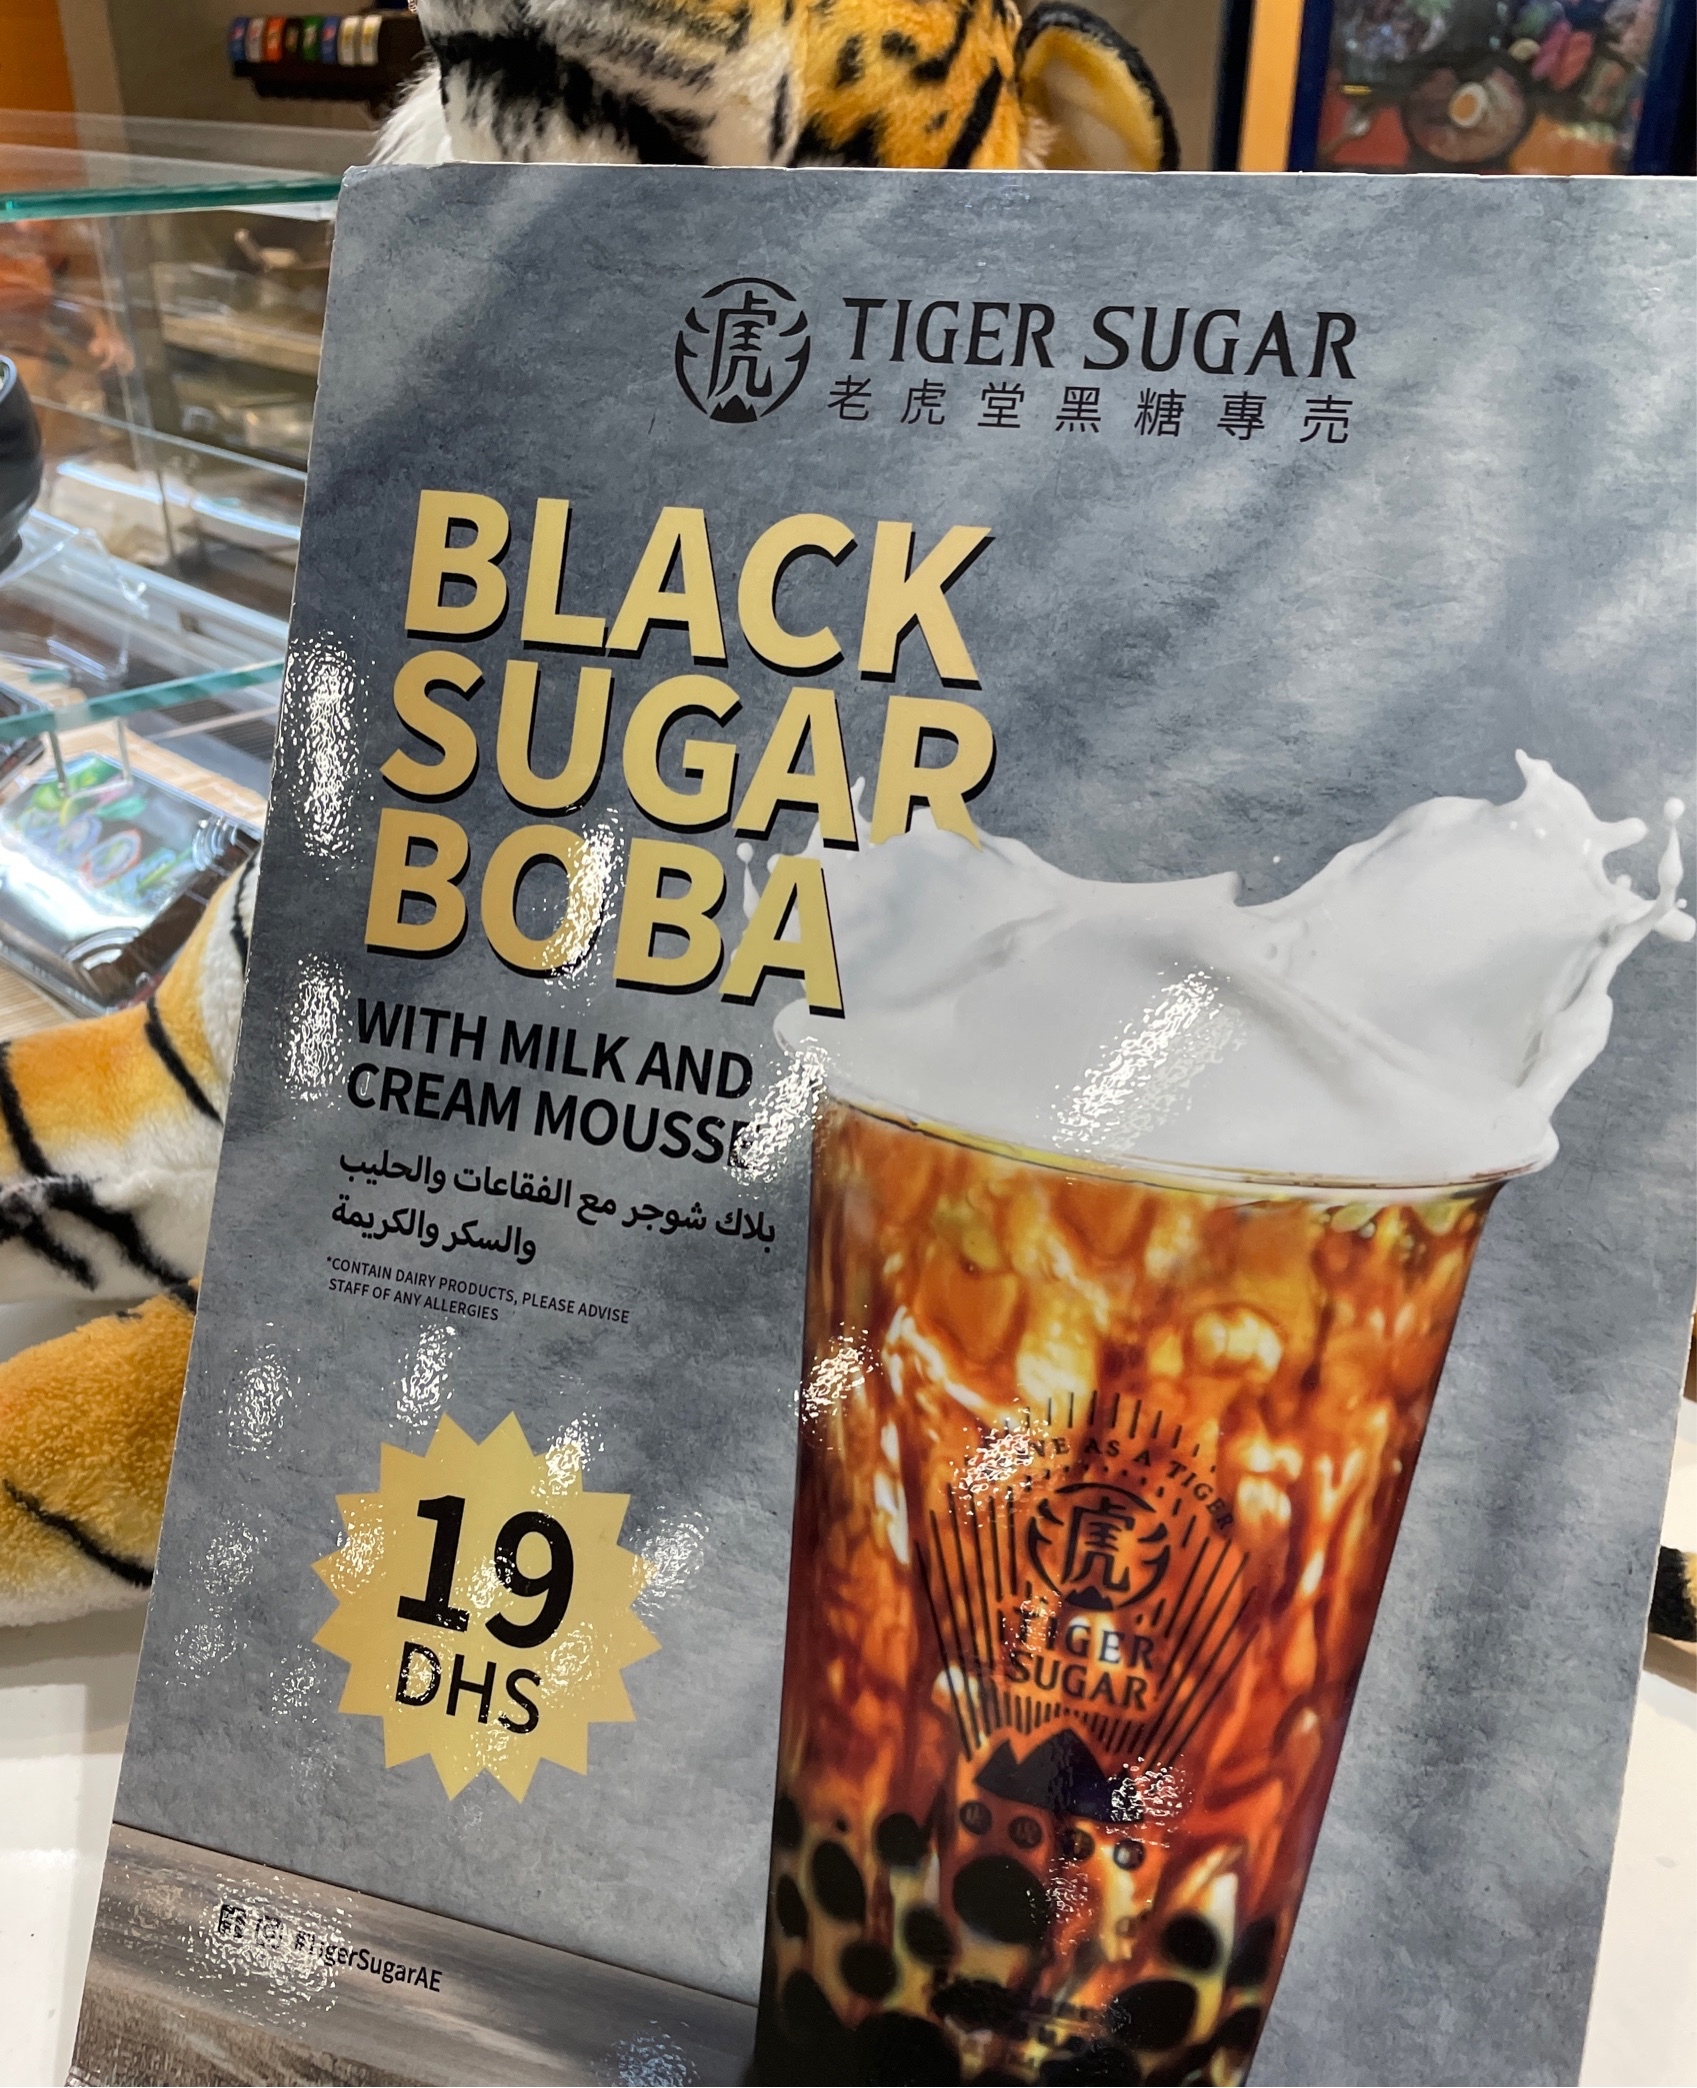 虎
TIGER SUGAR
老虎堂黑糖專売
BLACK
SUGAR
BOBA
WITH MILK AND
CREAM MOUSSE
بلاك شوجر مع الفقاعات والحليب
والسكر والكريمة
*CONTAIN DAIRY PRODUCTS, PLEASE ADVISE
STAFF OF ANY ALLERGIES
19
DHS
AS A TIGER
虎
TIGER
SUGAR
#TigerSugarAE